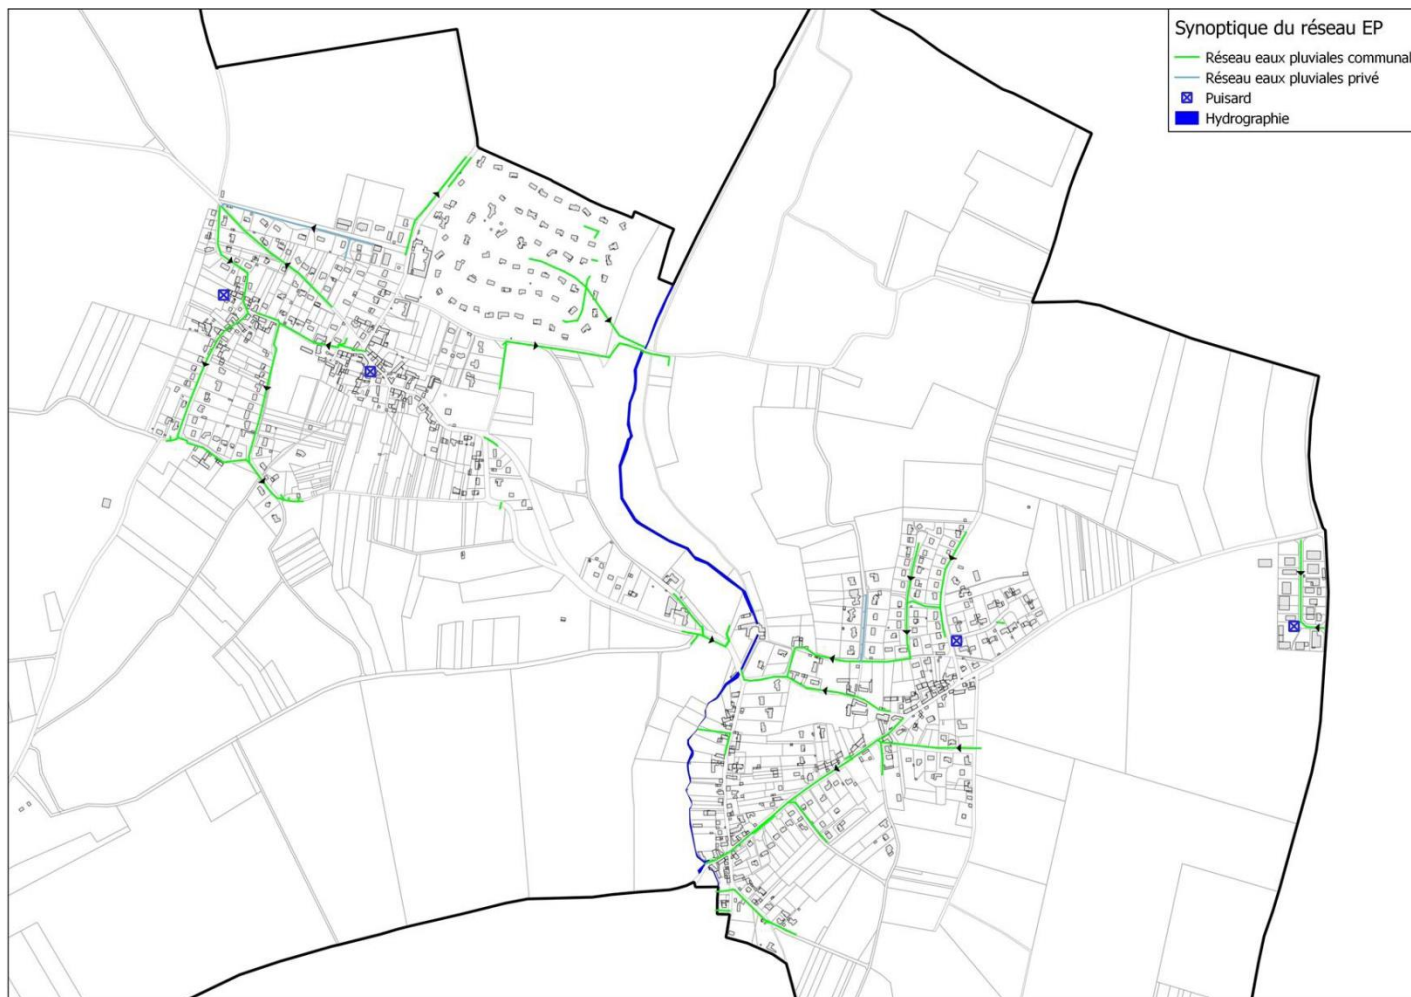 Synoptique du réseau EP
Réseau eaux pluviales communal
Réseau eaux pluviales privé
Puisard
Hydrographie